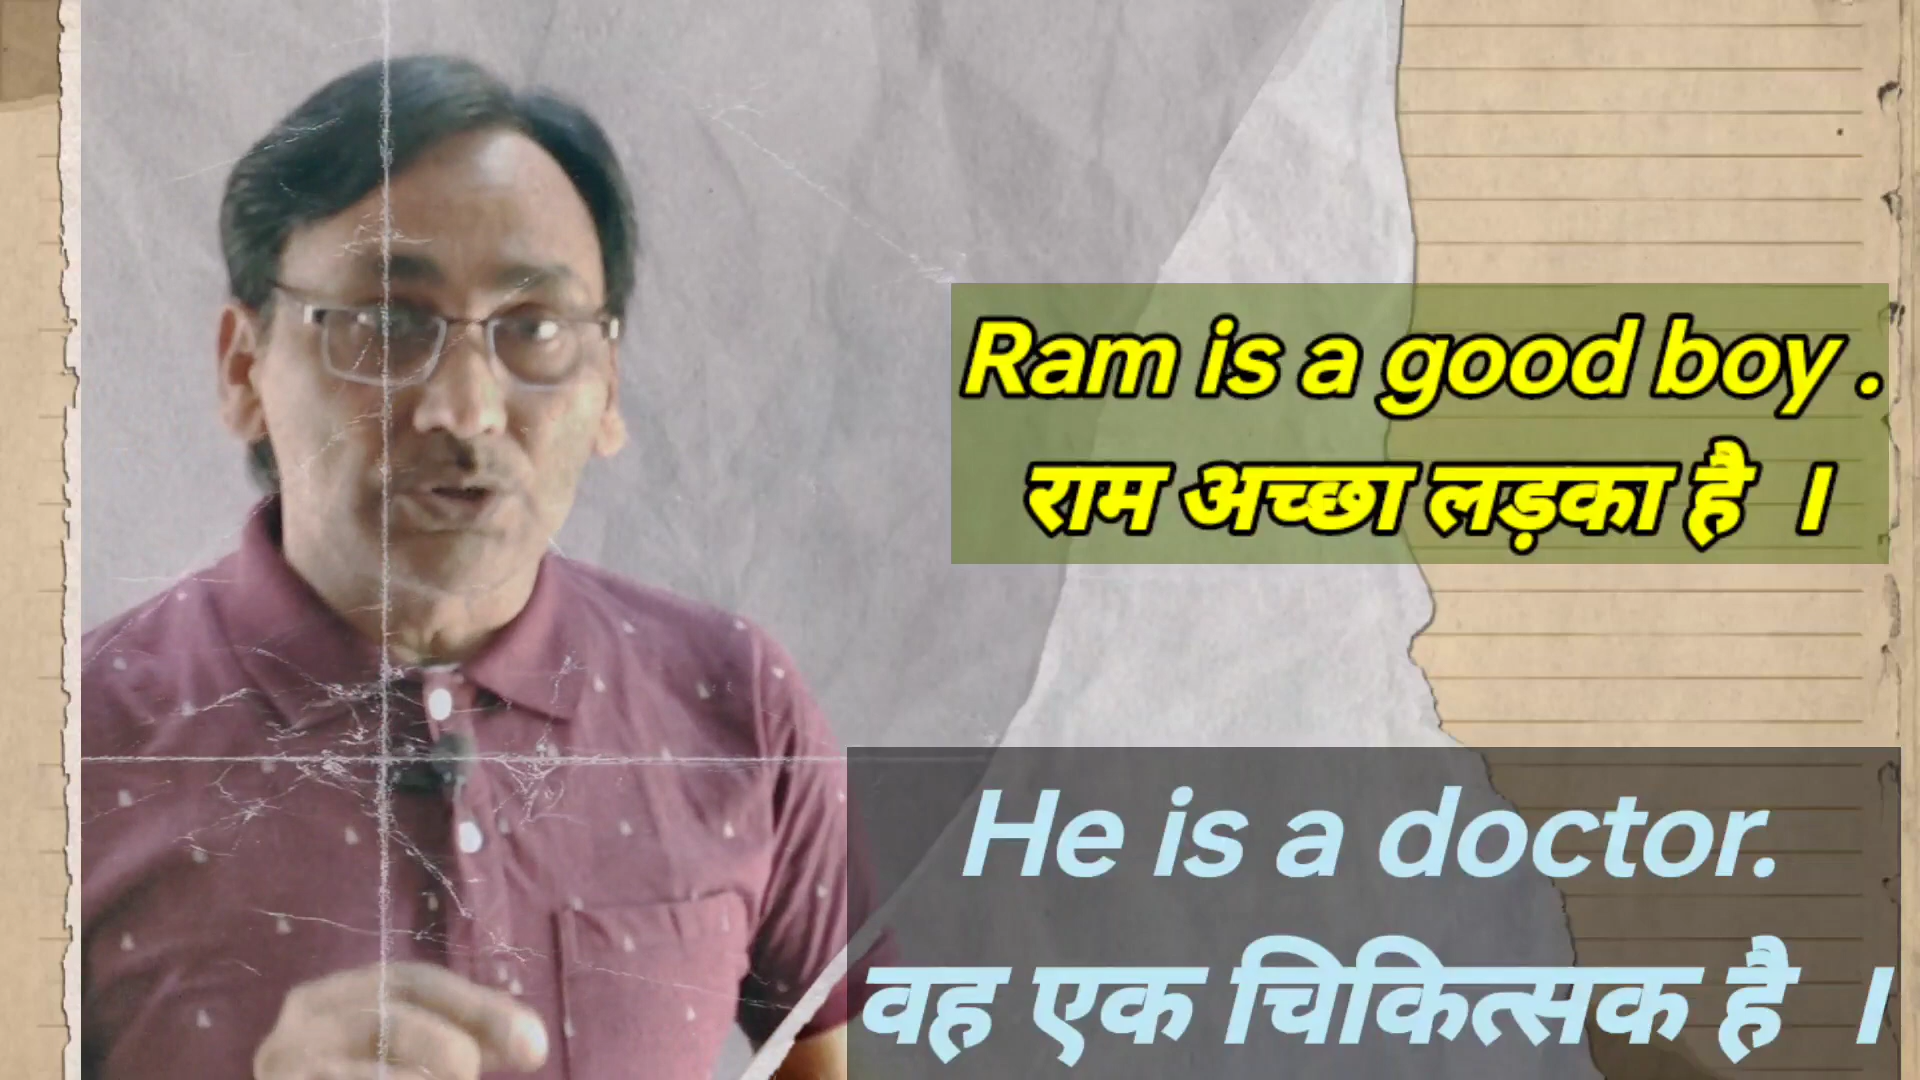 Ram is a good boy .
राम अच्छा लड़का है ।
He is a doctor.
वह एक चिकित्सक है ।